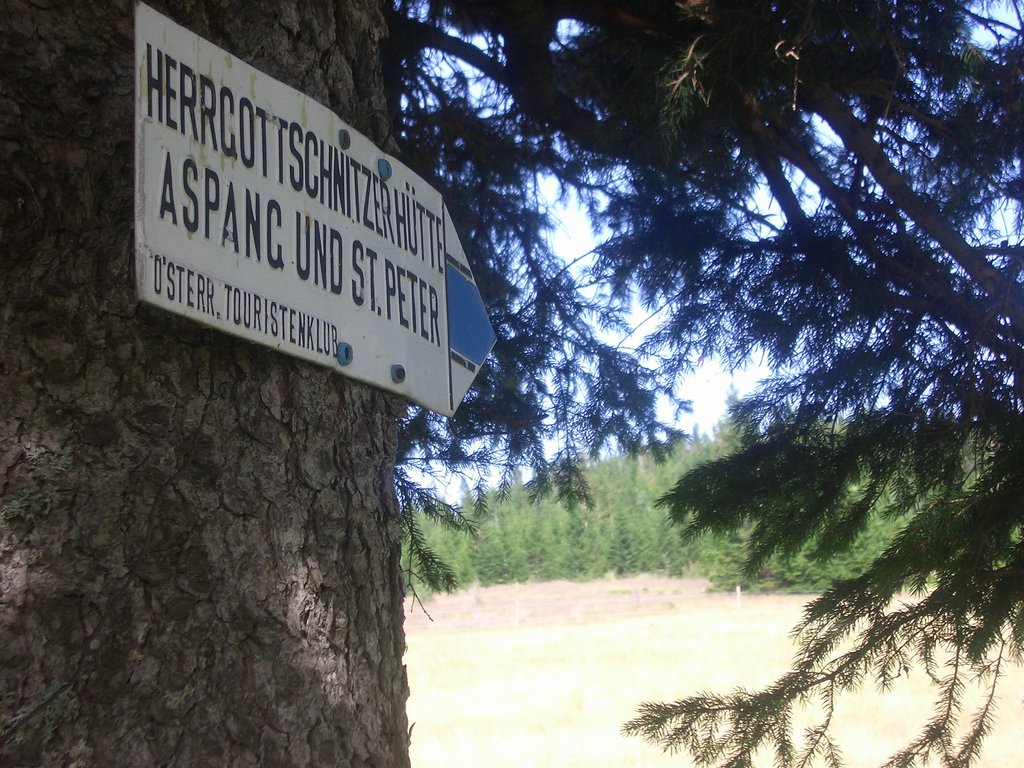 HERRGOTTSCHNITZERHÜTTE
ASPANG UND ST. PETER
ÖSTERR. TOURISTENKLUB